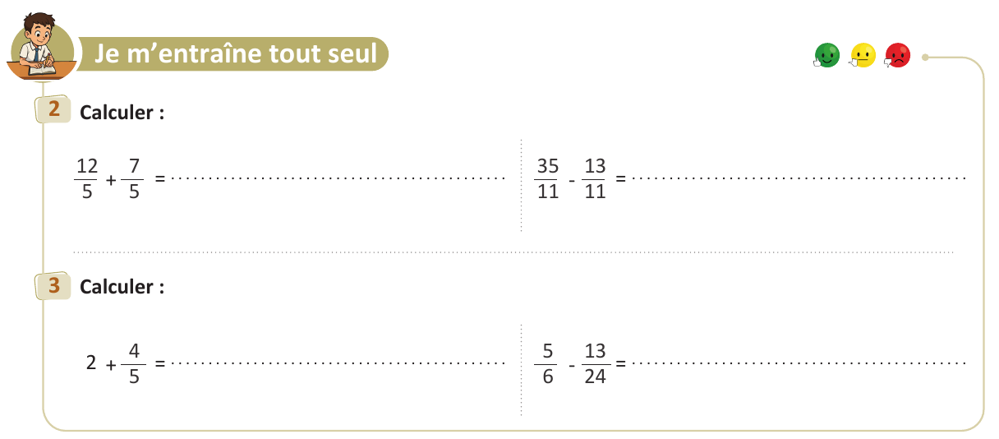 Je m’entraîne tout seul
2 Calculer :
12/5 + 7/5 = ............................................
35/11 - 13/11 = ............................................
3 Calculer :
2 + 4/5 = ............................................
5/6 - 13/24 = ............................................